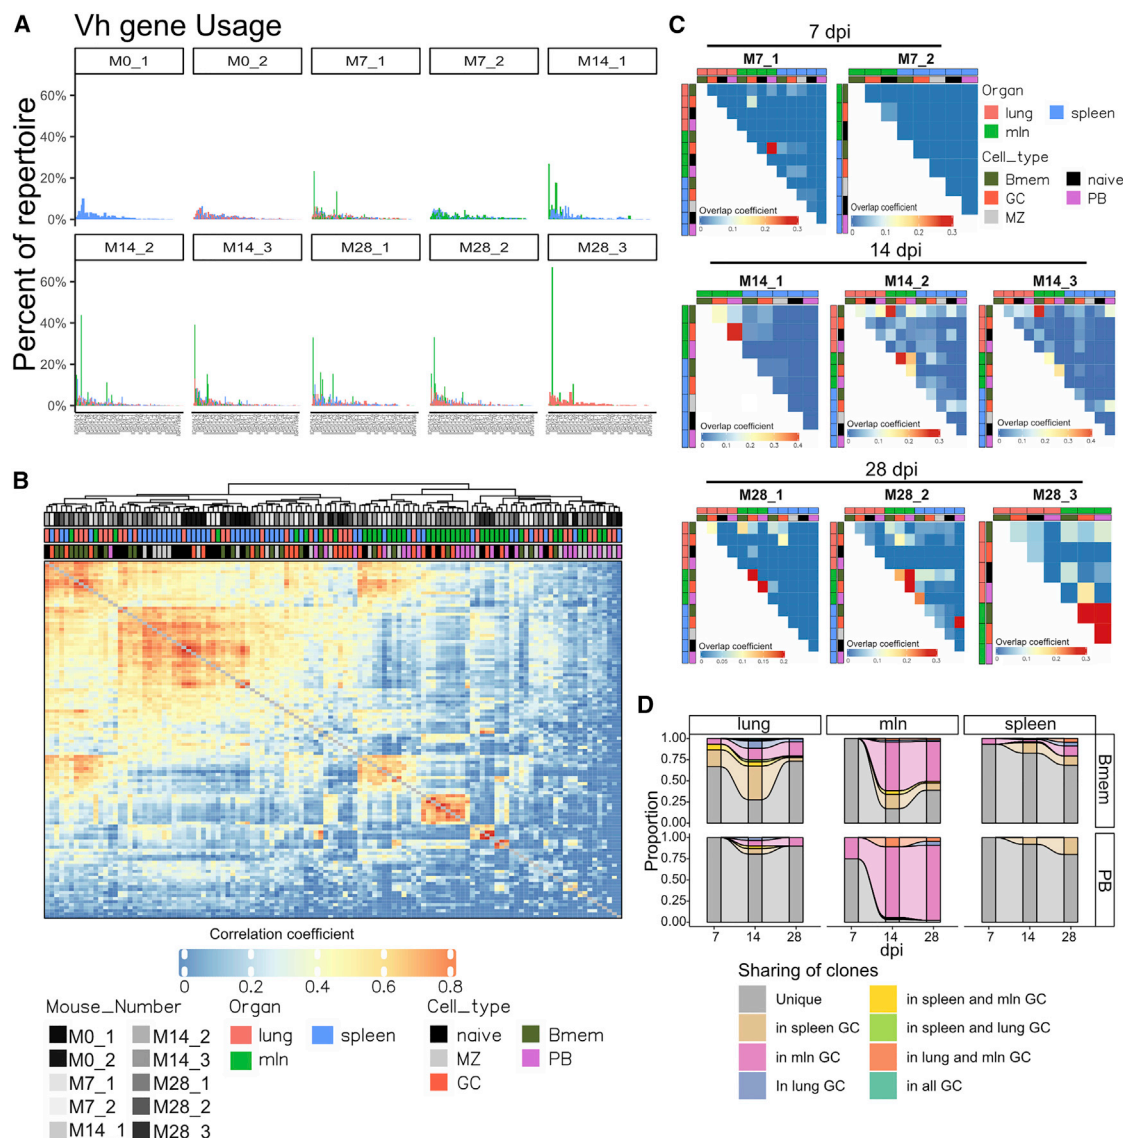 A Vh gene Usage
M0_1 M0_2 M7_1 M7_2 M14_1
Percent of repertoire
60%
40%
20%
0%
M14_2 M14_3 M28_1 M28_2 M28_3
60%
40%
20%
0%
B
Correlation coefficient
0 0.2 0.4 0.6 0.8
Mouse_Number
M0_1 M14_2
M0_2 M14_3
M7_1 M28_1
M7_2 M28_2
M14_1 M28_3
Organ
lung spleen
mln
Cell_type
naive Bmem
MZ PB
GC
C
7 dpi
M7_1 M7_2
Overlap coefficient
0 0.1 0.2 0.3
Overlap coefficient
0 0.1 0.2 0.3
Organ
lung spleen
mln
Cell_type
Bmem naive
GC PB
MZ
14 dpi
M14_1 M14_2 M14_3
Overlap coefficient
0 0.1 0.2 0.3 0.4
Overlap coefficient
0 0.1 0.2 0.3
Overlap coefficient
0 0.1 0.2 0.3 0.4
28 dpi
M28_1 M28_2 M28_3
Overlap coefficient
0 0.05 0.1 0.15 0.2
Overlap coefficient
0 0.1 0.2 0.3
Overlap coefficient
0 0.1 0.2 0.3
D
lung mln spleen
Proportion
1.00
0.75
0.50
0.25
0.00
Bmem
1.00
0.75
0.50
0.25
0.00
PB
7 14 28 7 14 28 7 14 28
dpi
Sharing of clones
Unique in spleen and mln GC
in spleen GC in spleen and lung GC
in mln GC in lung and mln GC
In lung GC in all GC